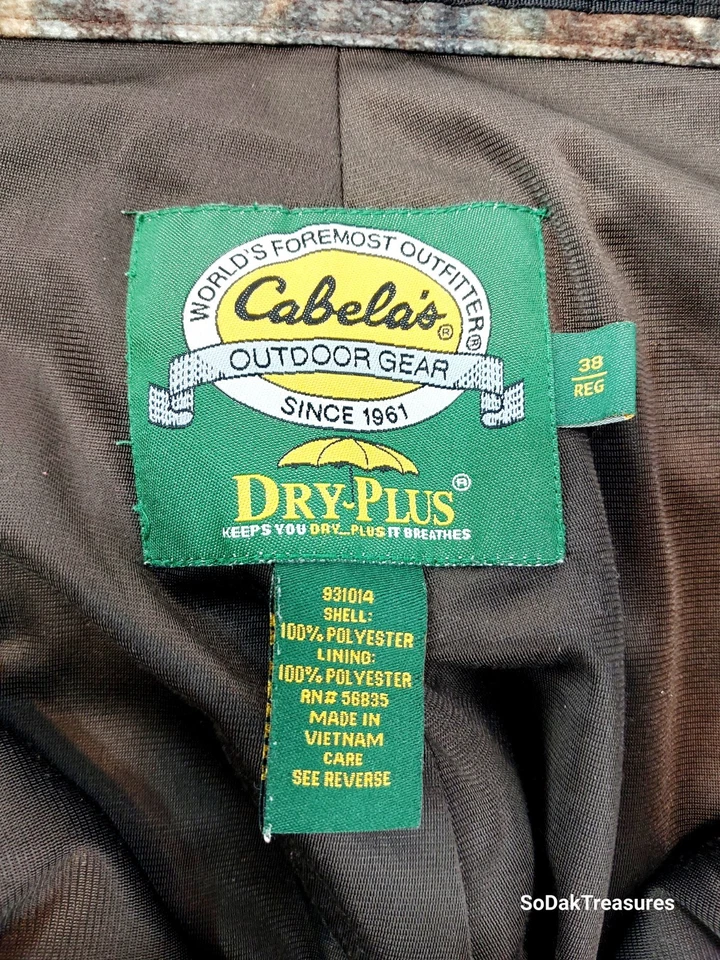 WORLD'S FOREMOST OUTFITTER®
Cabela's®
OUTDOOR GEAR
SINCE 1961
38
REG
DRY-PLUS®
KEEPS YOU DRY...PLUS IT BREATHES
931014
SHELL:
100% POLYESTER
LINING:
100% POLYESTER
RN# 56835
MADE IN
VIETNAM
CARE
SEE REVERSE
SoDakTreasures